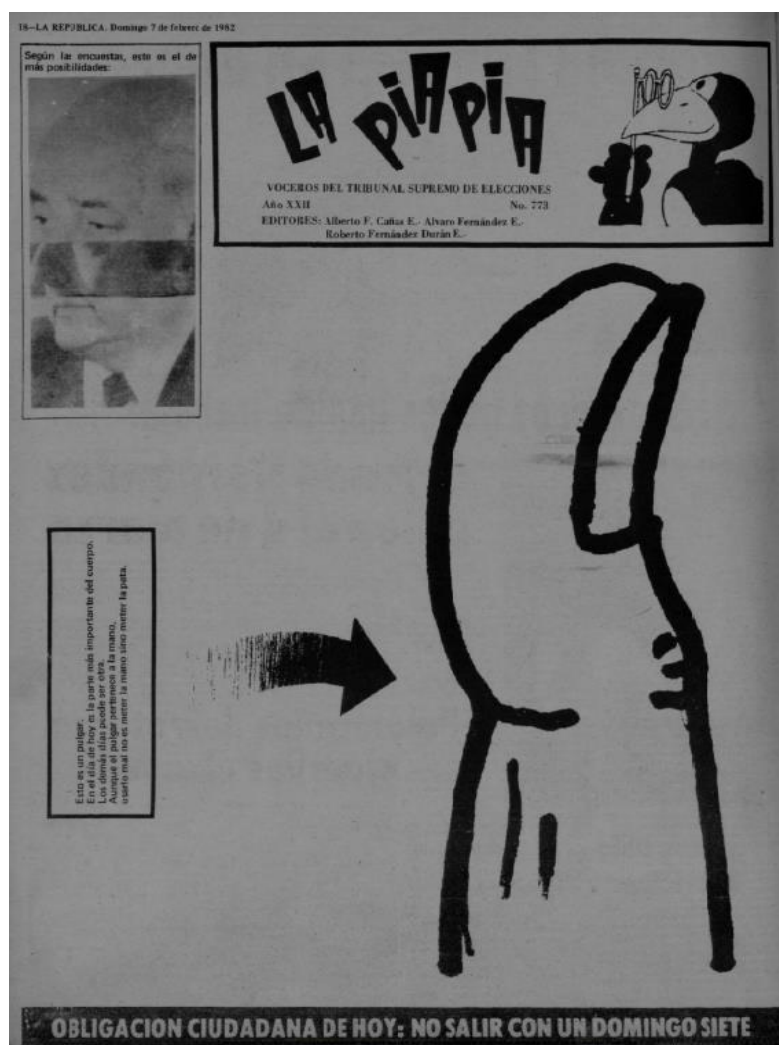 18—LA REPUBLICA. Domingo 7 de febrero de 1982
Según las encuestas, este es el de
más posibilidades:
LA PIAPIA
VOCEROS DEL TRIBUNAL SUPREMO DE ELECCIONES
Año XXII No. 773
EDITORES: Alberto F. Cañas E.- Alvaro Fernández E.-
Roberto Fernández Durán E.-
Esto es un pulgar.
En el día de hoy es la parte más importante del cuerpo.
Los demás días puede ser otra.
Aunque el pulgar pertenece a la mano,
usarlo mal no es meter la mano sino meter la pata.
OBLIGACION CIUDADANA DE HOY: NO SALIR CON UN DOMINGO SIETE